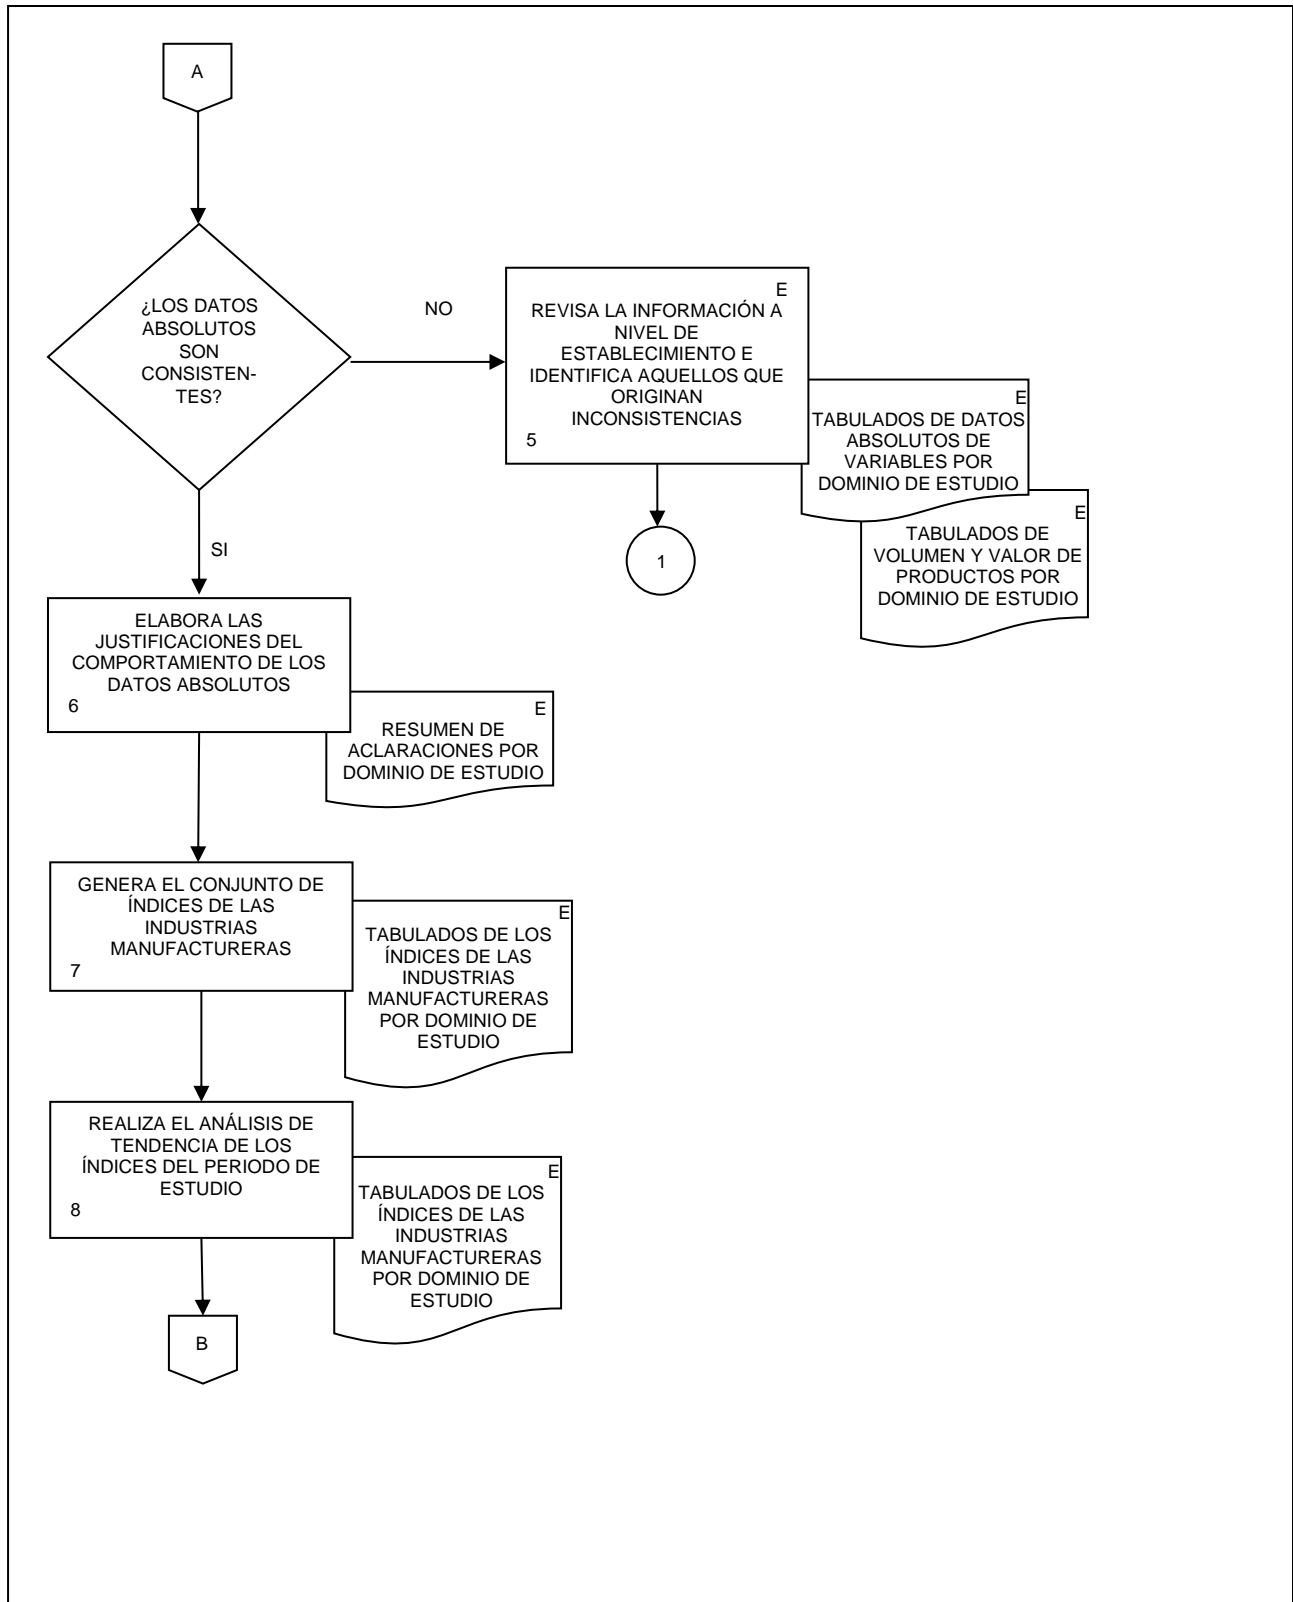 A
¿LOS DATOS
ABSOLUTOS
SON
CONSISTEN-
TES?
NO
E
REVISA LA INFORMACIÓN A
NIVEL DE
ESTABLECIMIENTO E
IDENTIFICA AQUELLOS QUE
ORIGINAN
INCONSISTENCIAS
5
E
TABULADOS DE DATOS
ABSOLUTOS DE
VARIABLES POR
DOMINIO DE ESTUDIO
E
TABULADOS DE
VOLUMEN Y VALOR DE
PRODUCTOS POR
DOMINIO DE ESTUDIO
1
SI
ELABORA LAS
JUSTIFICACIONES DEL
COMPORTAMIENTO DE LOS
DATOS ABSOLUTOS
6
E
RESUMEN DE
ACLARACIONES POR
DOMINIO DE ESTUDIO
GENERA EL CONJUNTO DE
ÍNDICES DE LAS
INDUSTRIAS
MANUFACTURERAS
7
E
TABULADOS DE LOS
ÍNDICES DE LAS
INDUSTRIAS
MANUFACTURERAS
POR DOMINIO DE
ESTUDIO
REALIZA EL ANÁLISIS DE
TENDENCIA DE LOS
ÍNDICES DEL PERIODO DE
ESTUDIO
8
E
TABULADOS DE LOS
ÍNDICES DE LAS
INDUSTRIAS
MANUFACTURERAS
POR DOMINIO DE
ESTUDIO
B